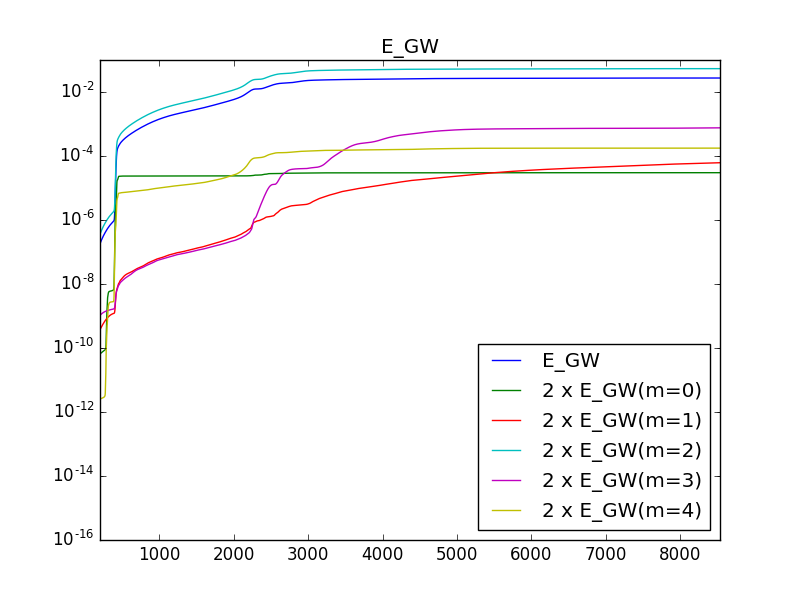 E_GW
10^-2
10^-4
10^-6
10^-8
10^-10
10^-12
10^-14
10^-16
E_GW
2 x E_GW(m=0)
2 x E_GW(m=1)
2 x E_GW(m=2)
2 x E_GW(m=3)
2 x E_GW(m=4)
1000 2000 3000 4000 5000 6000 7000 8000